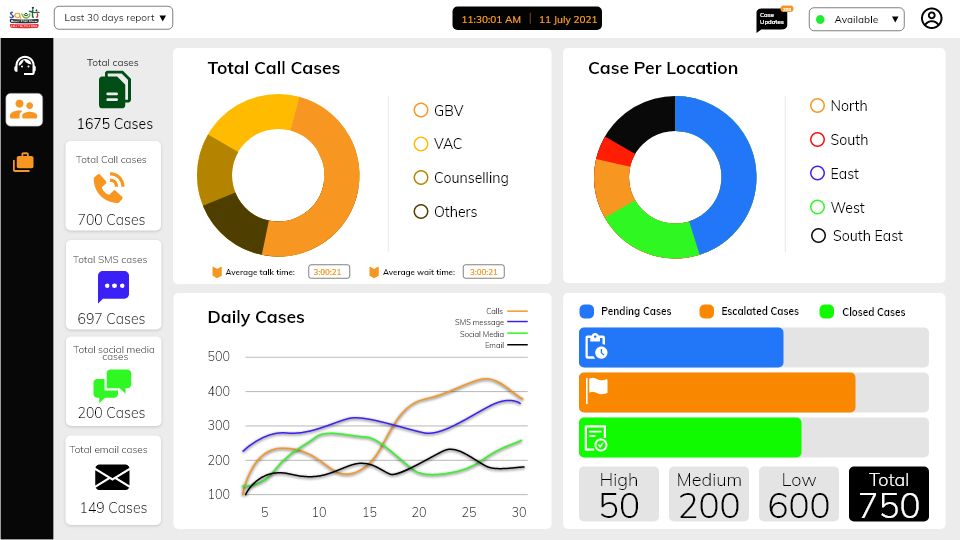 Sawitt
Last 30 days report
11:30:01 AM | 11 July 2021
Case
Updates
Available
Total cases
1675 Cases
Total Call cases
700 Cases
Total SMS cases
697 Cases
Total social media
cases
200 Cases
Total email cases
149 Cases
Total Call Cases
GBV
VAC
Counselling
Others
Average talk time: 3:00:21
Average wait time: 3:00:21
Case Per Location
North
South
East
West
South East
Daily Cases
Calls
SMS message
Social Media
Email
500
400
300
200
100
5 10 15 20 25 30
Pending Cases
Escalated Cases
Closed Cases
High
50
Medium
200
Low
600
Total
750